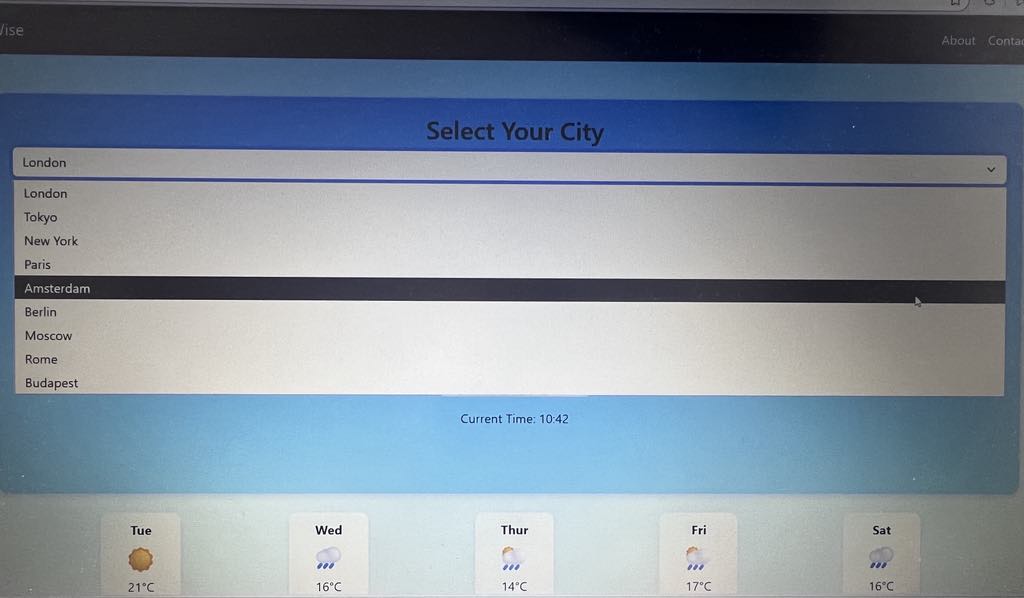 About Contac
Select Your City
London
London
Tokyo
New York
Paris
Amsterdam
Berlin
Moscow
Rome
Budapest
Current Time: 10:42
Tue Wed Thur Fri Sat
21°C 16°C 14°C 17°C 16°C